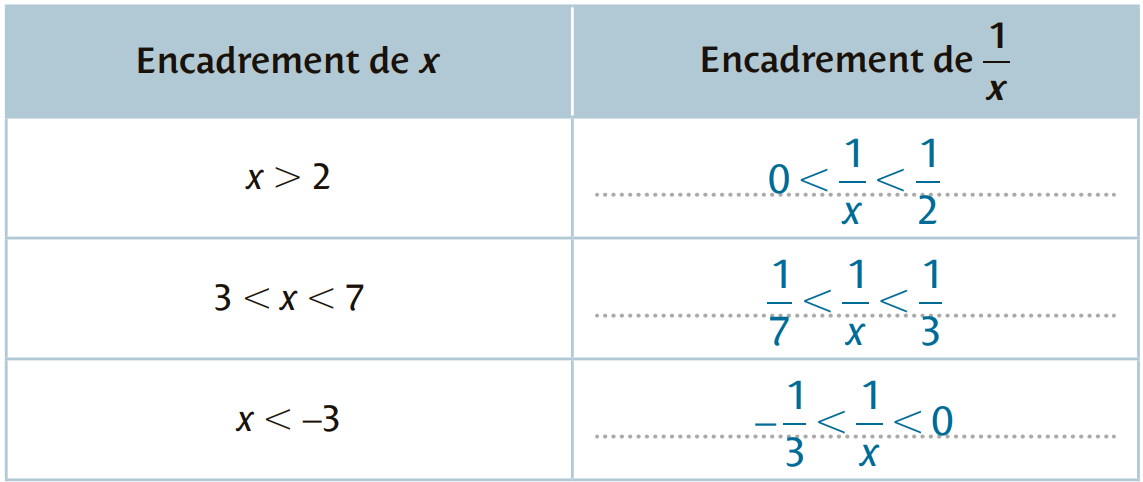 Encadrement de x
Encadrement de 1/x
x > 2
0 < 1/x < 1/2
3 < x < 7
1/7 < 1/x < 1/3
x < –3
–1/3 < 1/x < 0